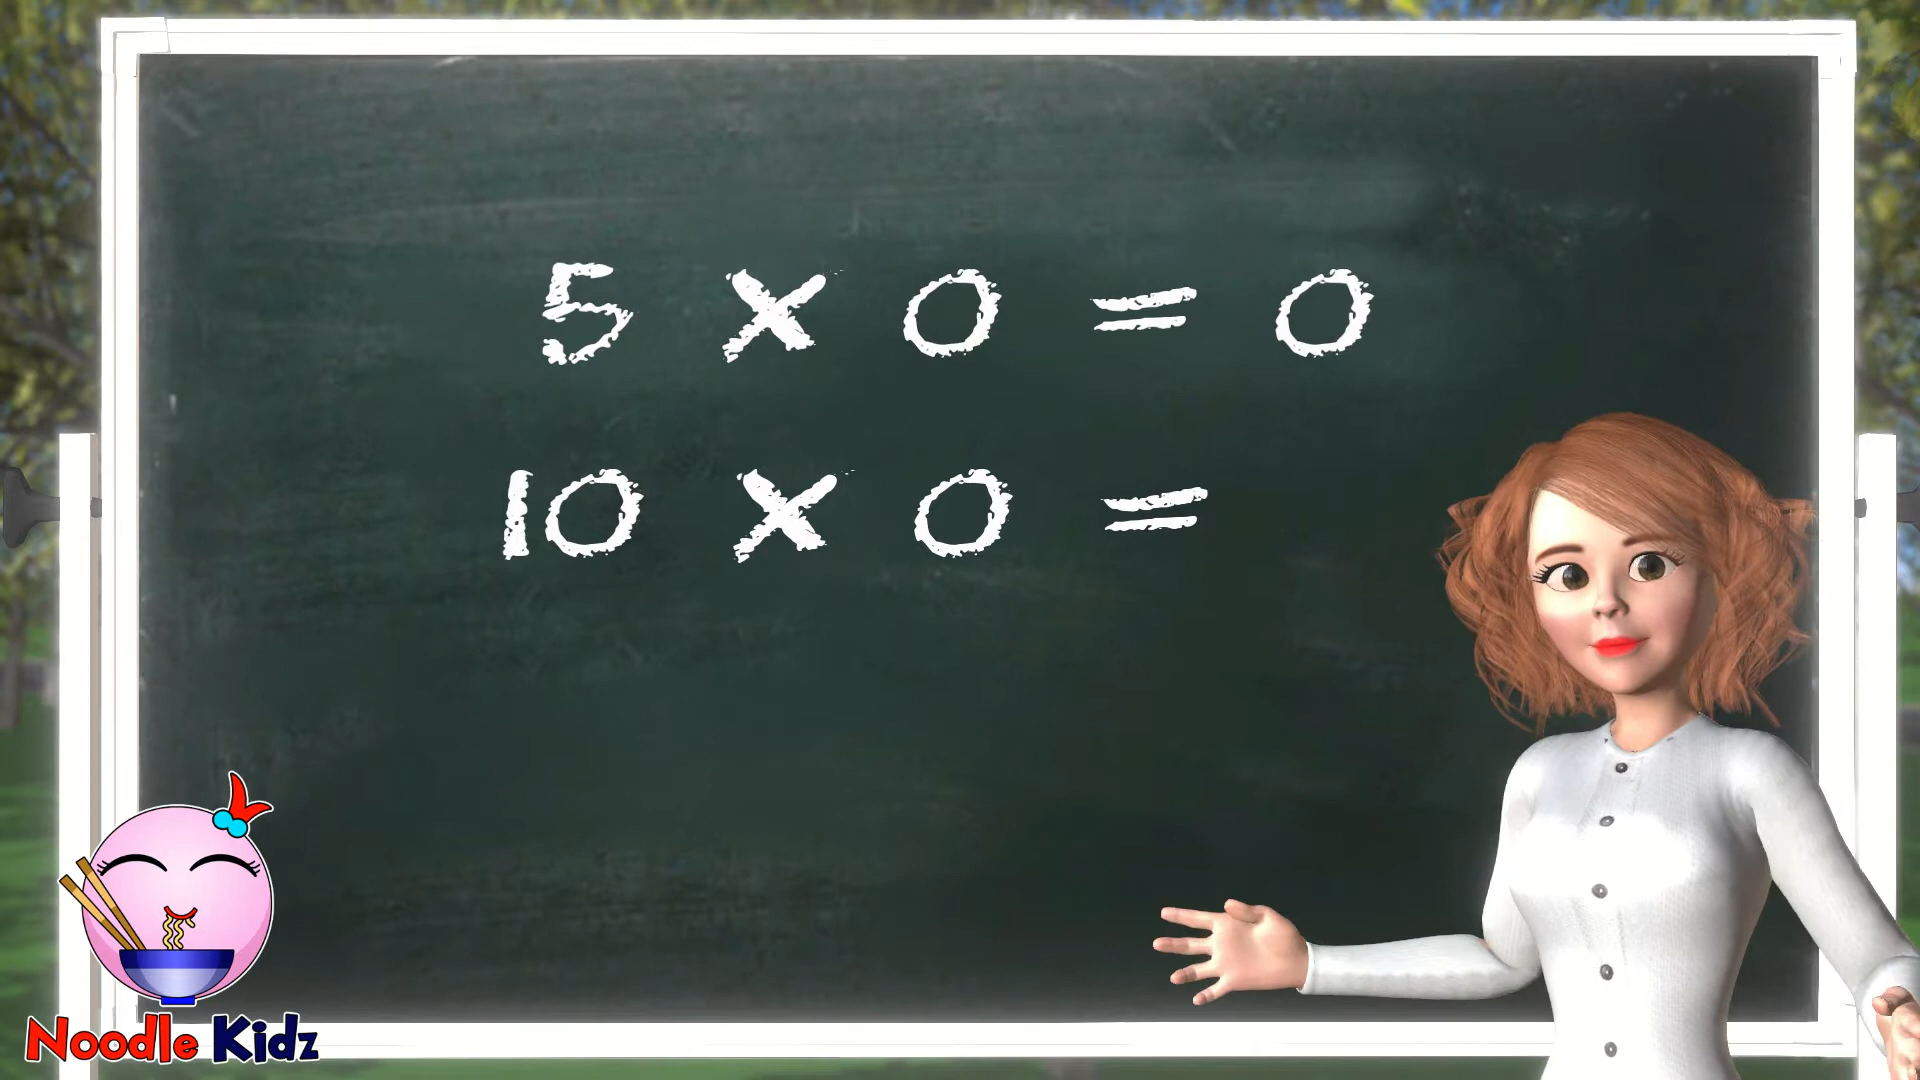 5 × 0 = 0
10 × 0 =
Noodle Kidz